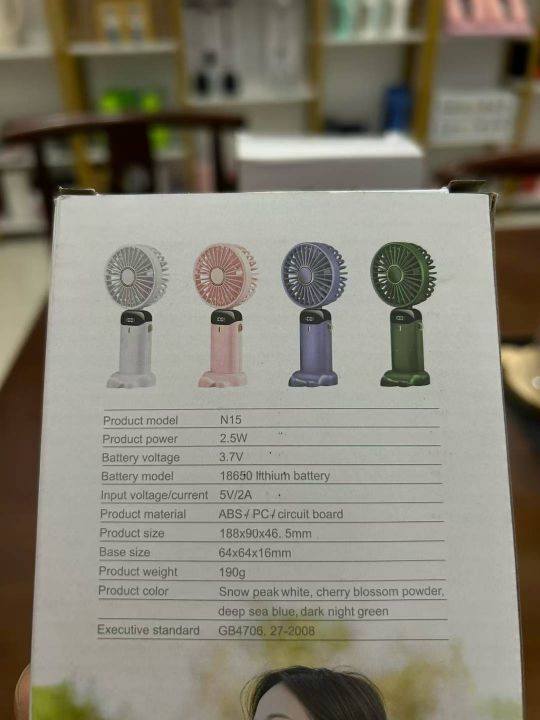 Product model N15
Product power 2.5W
Battery voltage 3.7V
Battery model 18650 lithium battery
Input voltage/current 5V/2A
Product material ABS/ PC/ circuit board
Product size 188x90x46. 5mm
Base size 64x64x16mm
Product weight 190g
Product color Snow peak white, cherry blossom powder,
deep sea blue, dark night green
Executive standard GB4706. 27-2008